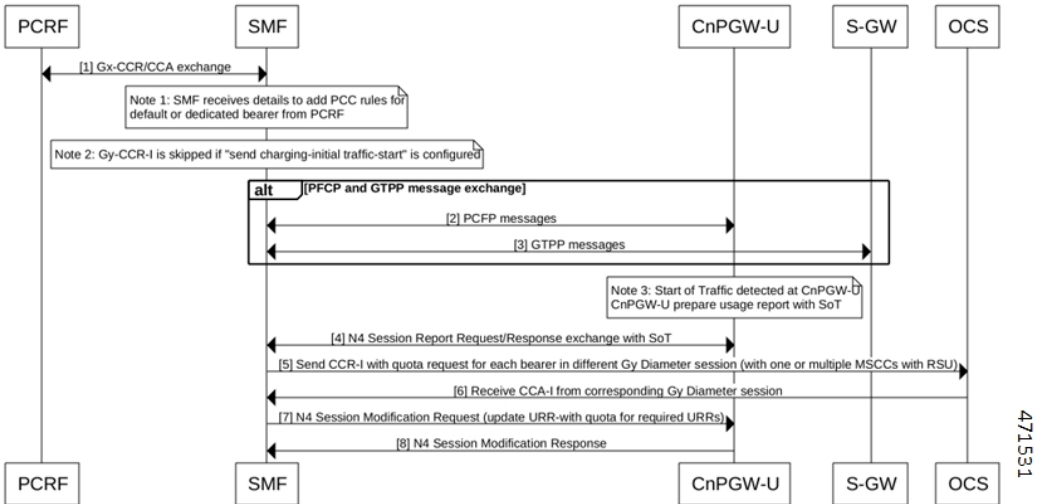 PCRF
SMF
CnPGW-U
S-GW
OCS
[1] Gx-CCR/CCA exchange
Note 1: SMF receives details to add PCC rules for
default or dedicated bearer from PCRF
Note 2: Gy-CCR-I is skipped if "send charging-initial traffic-start" is configured
alt
[PFCP and GTPP message exchange]
[2] PCFP messages
[3] GTPP messages
Note 3: Start of Traffic detected at CnPGW-U
CnPGW-U prepare usage report with SoT
[4] N4 Session Report Request/Response exchange with SoT
[5] Send CCR-I with quota request for each bearer in different Gy Diameter session (with one or multiple MSCCs with RSU)
[6] Receive CCA-I from corresponding Gy Diameter session
[7] N4 Session Modification Request (update URR-with quota for required URRs)
[8] N4 Session Modification Response
PCRF
SMF
CnPGW-U
S-GW
OCS
471531